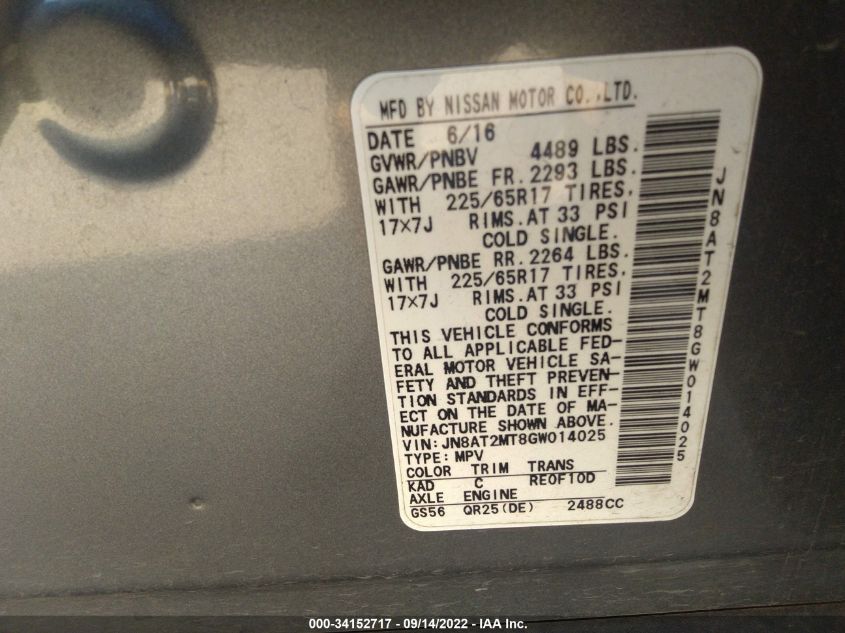 MFD BY NISSAN MOTOR CO.,LTD.
DATE 6/16
GVWR/PNBV 4489 LBS.
GAWR/PNBE FR. 2293 LBS.
WITH 225/65R17 TIRES,
17×7J RIMS.AT 33 PSI
COLD SINGLE.
GAWR/PNBE RR. 2264 LBS.
WITH 225/65R17 TIRES,
17×7J RIMS.AT 33 PSI
COLD SINGLE.
THIS VEHICLE CONFORMS
TO ALL APPLICABLE FED-
ERAL MOTOR VEHICLE SA-
FETY AND THEFT PREVEN-
TION STANDARDS IN EFF-
ECT ON THE DATE OF MA-
NUFACTURE SHOWN ABOVE.
VIN: JN8AT2MT8GW014025
TYPE: MPV
COLOR TRIM TRANS
KAD C RE0F10D
AXLE ENGINE
GS56 QR25(DE) 2488CC
JN8AT2MT8GW014025
000-34152717 - 09/14/2022 - IAA Inc.